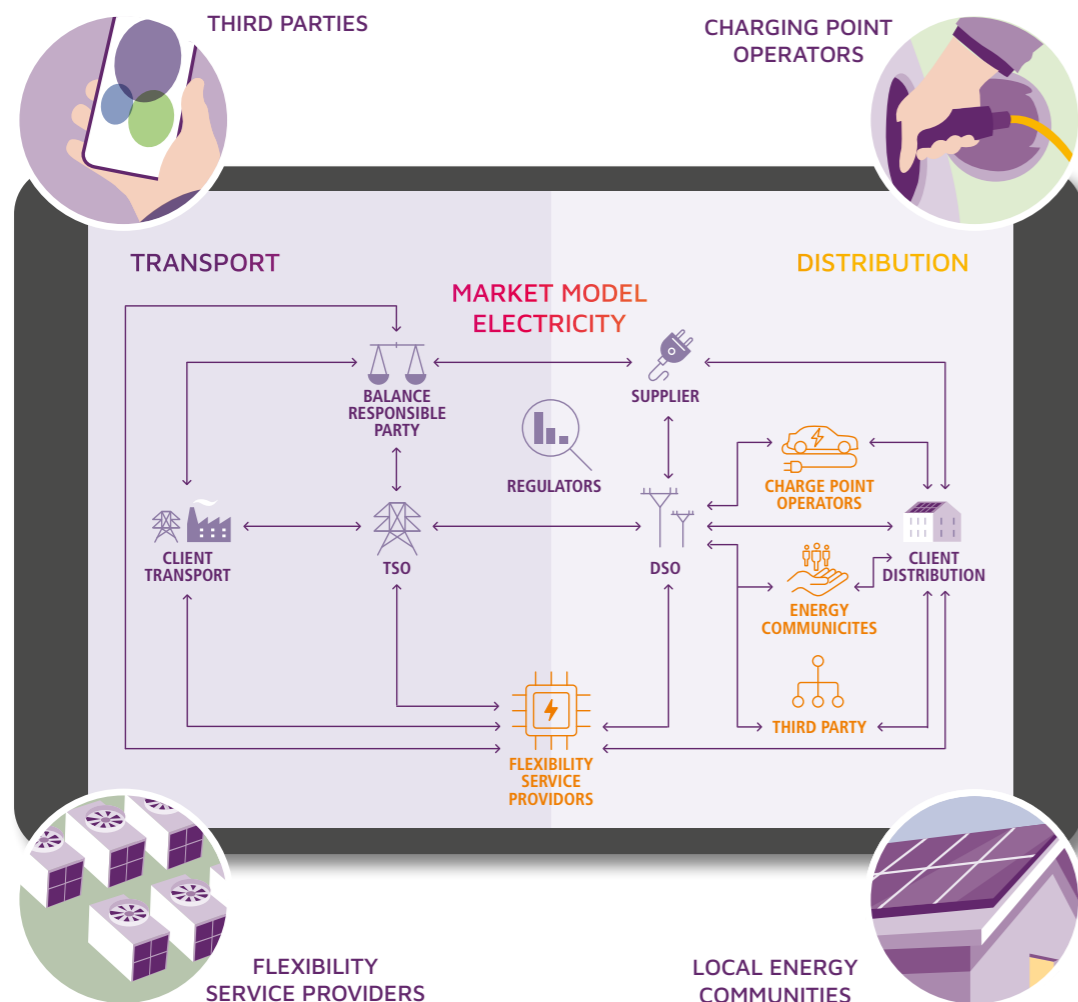 THIRD PARTIES
CHARGING POINT
OPERATORS
TRANSPORT
DISTRIBUTION
MARKET MODEL
ELECTRICITY
BALANCE
RESPONSIBLE
PARTY
SUPPLIER
REGULATORS
CHARGE POINT
OPERATORS
CLIENT
TRANSPORT
TSO
DSO
CLIENT
DISTRIBUTION
ENERGY
COMMUNICITES
THIRD PARTY
FLEXIBILITY
SERVICE
PROVIDORS
FLEXIBILITY
SERVICE PROVIDERS
LOCAL ENERGY
COMMUNITIES